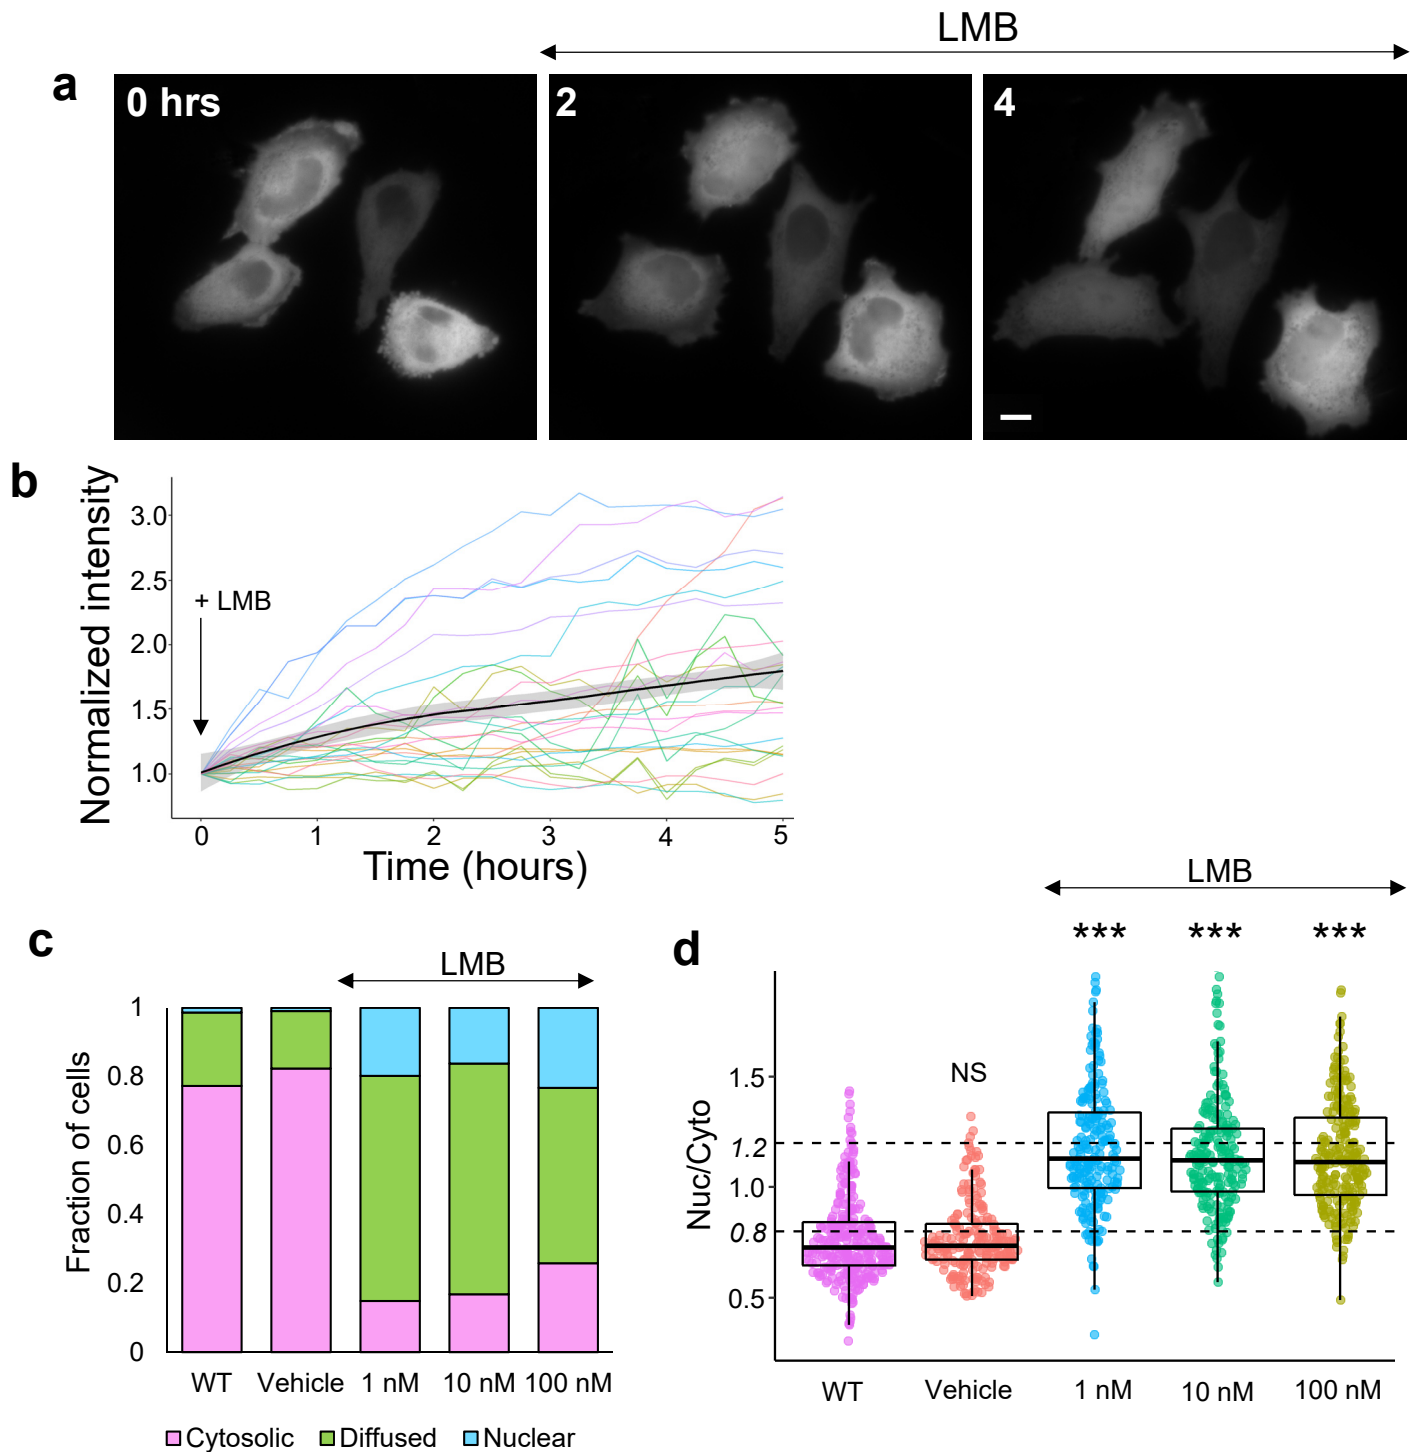 LMB
a
0 hrs
2
4
b
Normalized intensity
3.0
2.5
2.0
1.5
1.0
+ LMB
0 1 2 3 4 5
Time (hours)
c
LMB
Fraction of cells
1
0.8
0.6
0.4
0.2
0
WT Vehicle 1 nM 10 nM 100 nM
Cytosolic Diffused Nuclear
d
LMB
*** *** ***
NS
Nuc/Cyto
1.5
1.2
1.0
0.8
0.5
WT Vehicle 1 nM 10 nM 100 nM